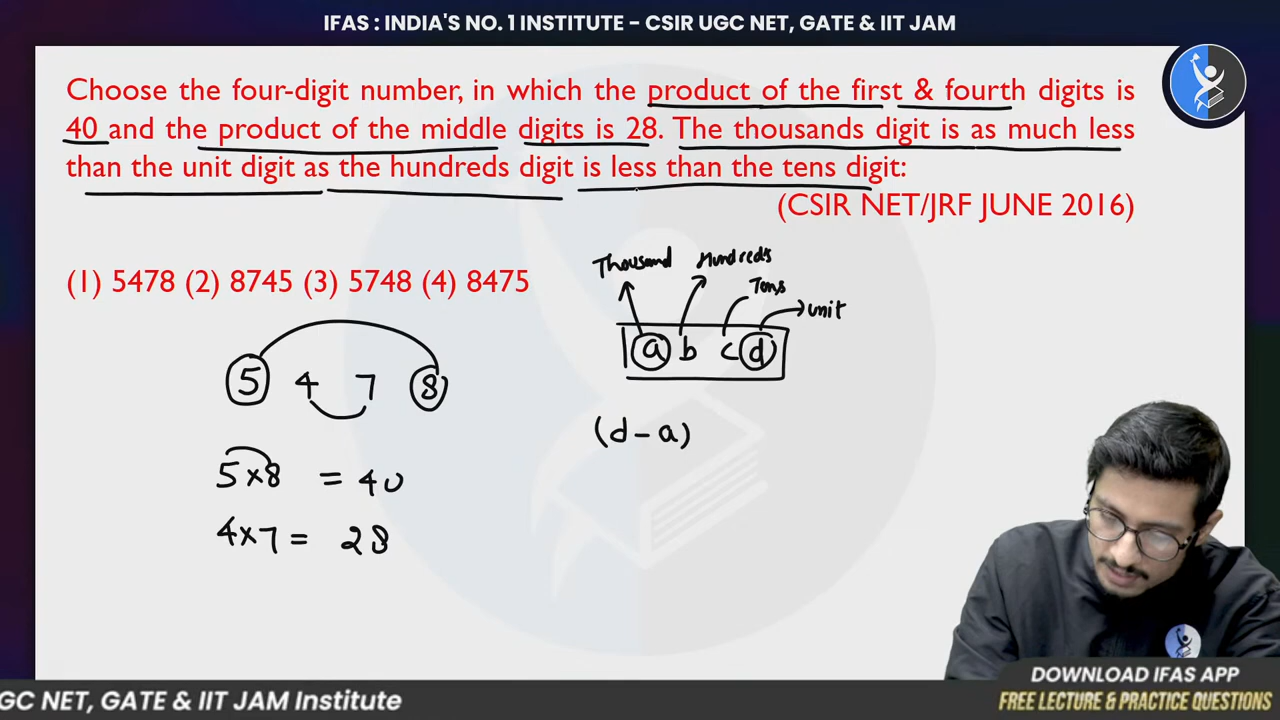 IFAS : INDIA'S NO. 1 INSTITUTE – CSIR UGC NET, GATE & IIT JAM
Choose the four-digit number, in which the product of the first & fourth digits is
40 and the product of the middle digits is 28. The thousands digit is as much less
than the unit digit as the hundreds digit is less than the tens digit:
(CSIR NET/JRF JUNE 2016)
(1) 5478 (2) 8745 (3) 5748 (4) 8475
Thousand Hundreds
Tens
unit
a b c d
5 4 7 8
(d - a)
5×8 = 40
4×7 = 28
DOWNLOAD IFAS APP
GC NET, GATE & IIT JAM Institute
FREE LECTURE & PRACTICE QUESTIONS